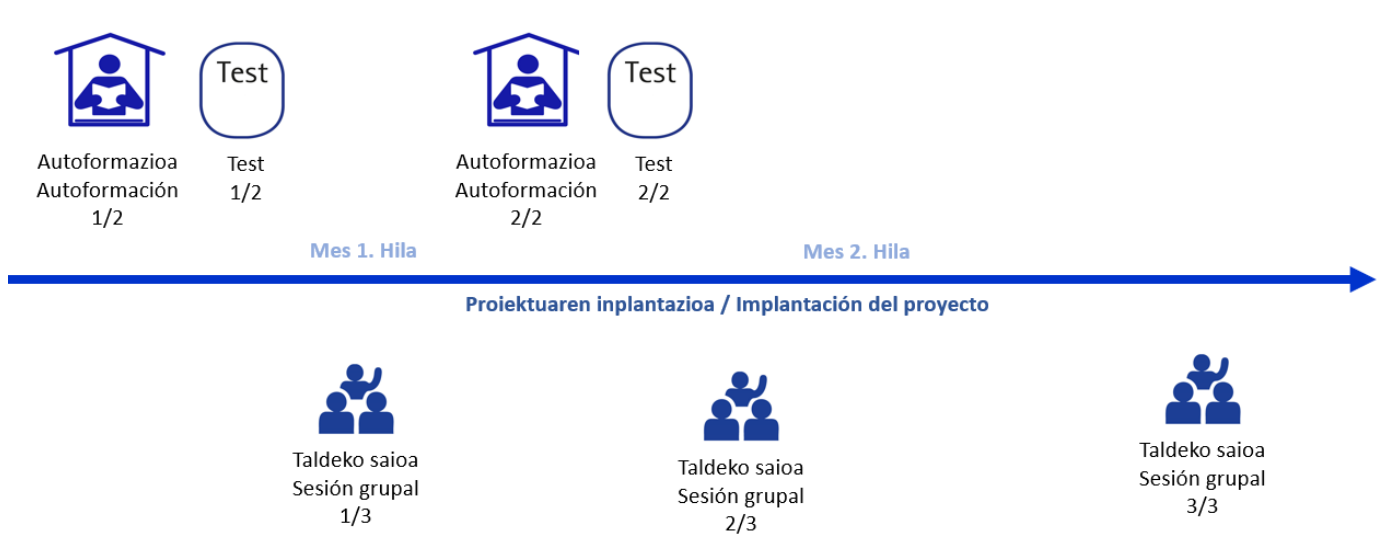 Test
Autoformazioa
Autoformación
1/2
Test
1/2
Test
Autoformazioa
Autoformación
2/2
Test
2/2
Mes 1. Hila
Mes 2. Hila
Proiektuaren inplantazioa / Implantación del proyecto
Taldeko saioa
Sesión grupal
1/3
Taldeko saioa
Sesión grupal
2/3
Taldeko saioa
Sesión grupal
3/3